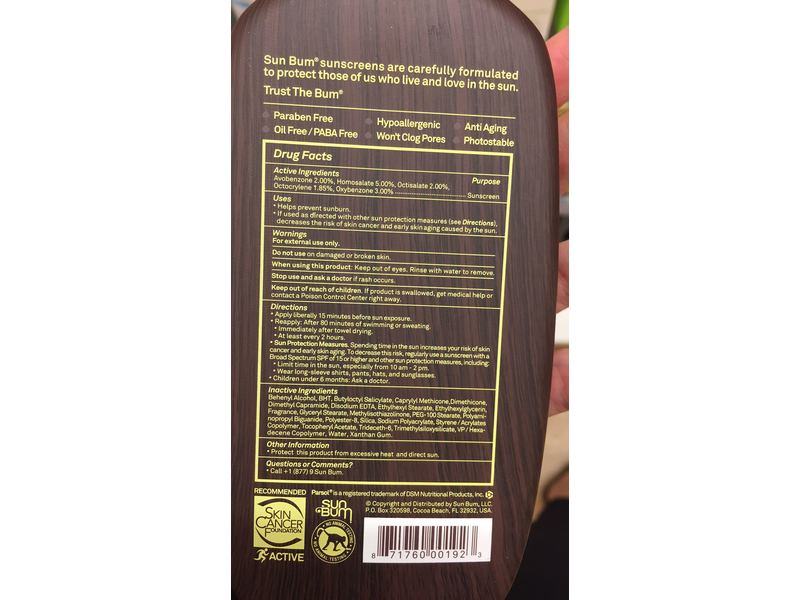 Sun Bum® sunscreens are carefully formulated
to protect those of us who live and love in the sun.
Trust The Bum®
Paraben Free
Hypoallergenic
Anti Aging
Oil Free / PABA Free
Won't Clog Pores
Photostable
Drug Facts
Active Ingredients
Purpose
Avobenzone 2.00%, Homosalate 5.00%, Octisalate 2.00%,
Octocrylene 1.85%, Oxybenzone 3.00% ........................ Sunscreen
Uses
• Helps prevent sunburn.
• If used as directed with other sun protection measures (see Directions),
decreases the risk of skin cancer and early skin aging caused by the sun.
Warnings
For external use only.
Do not use on damaged or broken skin.
When using this product: Keep out of eyes. Rinse with water to remove.
Stop use and ask a doctor if rash occurs.
Keep out of reach of children. If product is swallowed, get medical help or
contact a Poison Control Center right away.
Directions
• Apply liberally 15 minutes before sun exposure.
• Reapply: After 80 minutes of swimming or sweating.
• Immediately after towel drying.
• At least every 2 hours.
• Sun Protection Measures. Spending time in the sun increases your risk of skin
cancer and early skin aging. To decrease this risk, regularly use a sunscreen with a
Broad Spectrum SPF of 15 or higher and other sun protection measures, including:
• Limit time in sun, especially from 10 am - 2 pm.
• Wear long-sleeve shirts, pants, hats, and sunglasses.
• Children under 6 months: Ask a doctor.
Inactive Ingredients
Behenyl Alcohol, BHT, Butyloctyl Salicylate, Caprylyl Methicone, Dimethicone,
Dimethyl Capramide, Disodium EDTA, Ethylhexyl Stearate, Ethylhexylglycerin,
Fragrance, Glyceryl Stearate, Methylisothiazolinone, PEG-100 Stearate, Polyami-
nopropyl Biguanide, Polyester-8, Silica, Sodium Polyacrylate, Styrene / Acrylates
Copolymer, Tocopheryl Acetate, Trideceth-6, Trimethylsiloxysilicate, VP / Hexa-
decene Copolymer, Water, Xanthan Gum.
Other Information
• Protect this product from excessive heat and direct sun.
Questions or Comments?
• Call +1 (877) 9 Sun Bum.
RECOMMENDED
SKIN
CANCER
FOUNDATION
ACTIVE
Parsol® is a registered trademark of DSM Nutritional Products, Inc.
SUN
BUM
© Copyright and Distributed by Sun Bum, LLC.
P.O. Box 320598, Cocoa Beach, FL 32932, USA
NO ANIMAL TESTING
NO ANIMAL TESTING
8 71760 00192 3